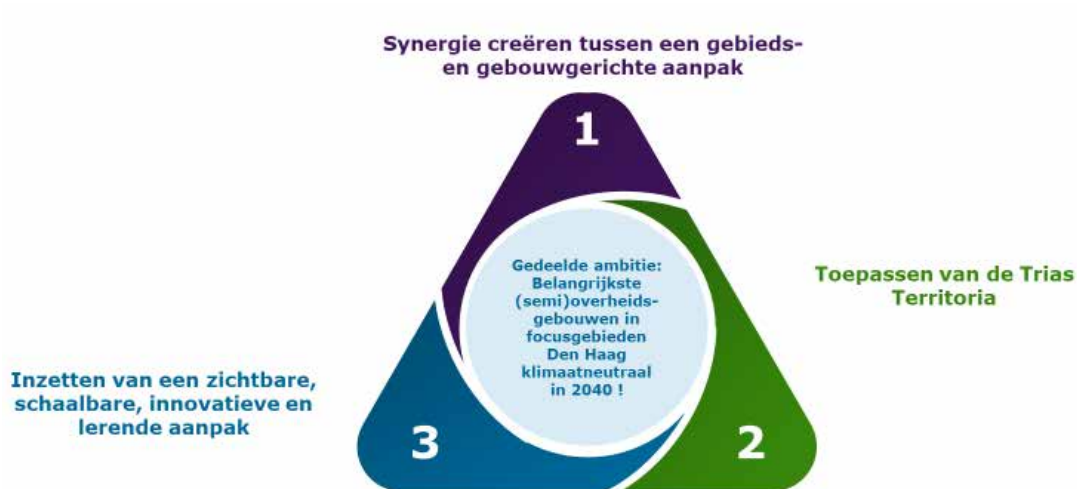 Synergie creëren tussen een gebieds-
en gebouwgerichte aanpak
1
Gedeelde ambitie:
Belangrijkste
(semi)overheids-
gebouwen in
focusgebieden
Den Haag
klimaatneutraal
in 2040 !
Toepassen van de Trias
Territoria
Inzetten van een zichtbare,
schaalbare, innovatieve en
lerende aanpak
3
2